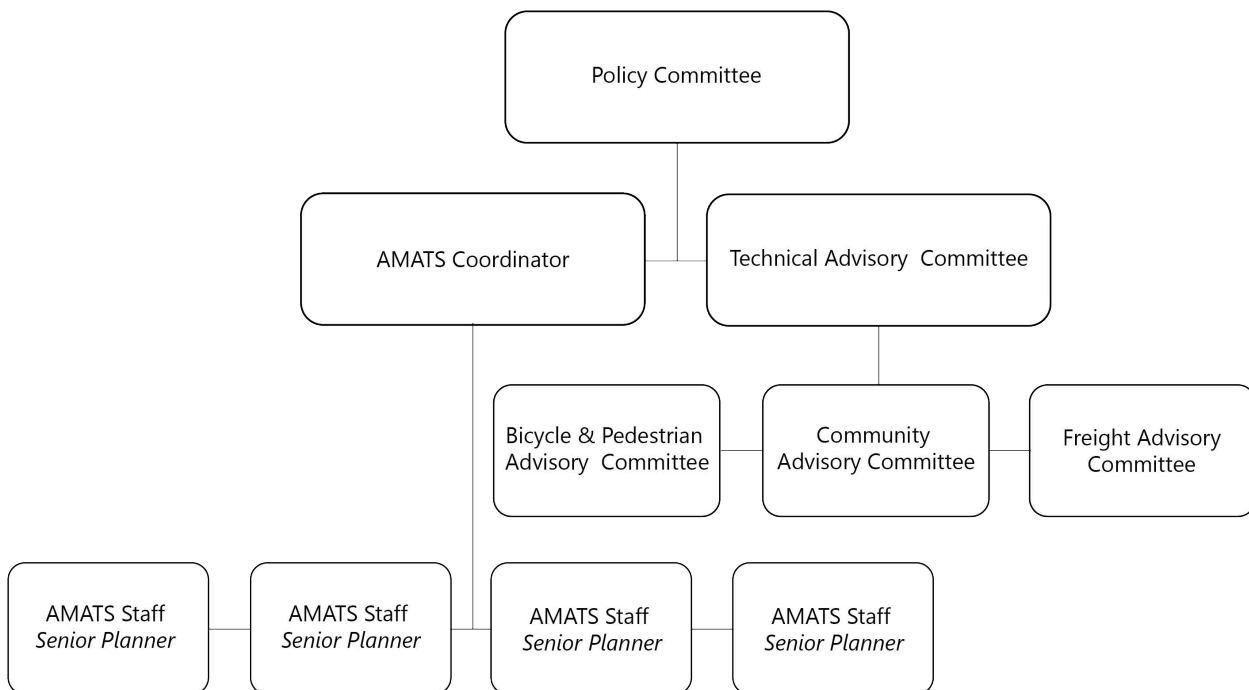 Policy Committee
AMATS Coordinator
Technical Advisory Committee
Bicycle & Pedestrian
Advisory Committee
Community
Advisory Committee
Freight Advisory
Committee
AMATS Staff
Senior Planner
AMATS Staff
Senior Planner
AMATS Staff
Senior Planner
AMATS Staff
Senior Planner